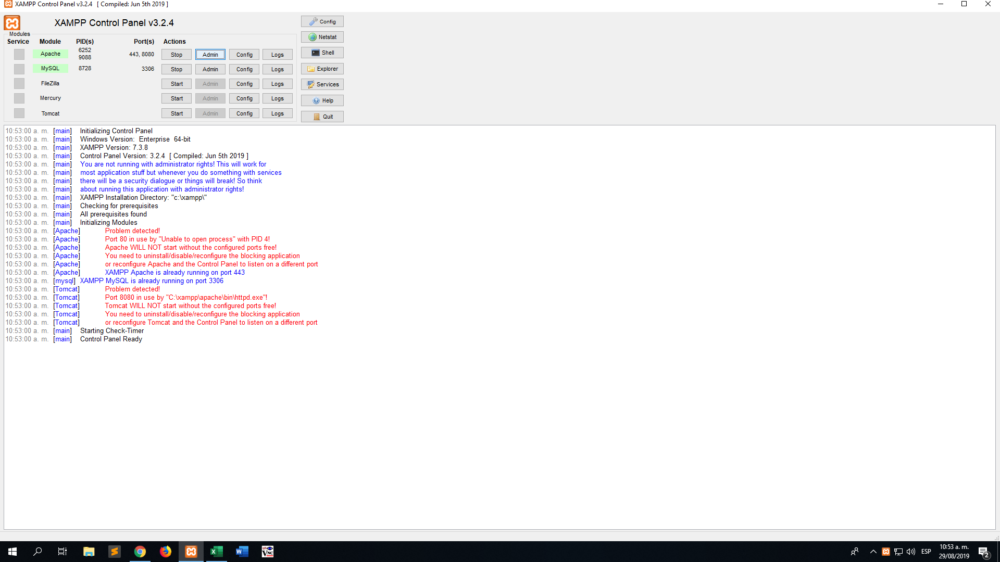 XAMPP Control Panel v3.2.4 [ Compiled: Jun 5th 2019 ]
XAMPP Control Panel v3.2.4
Config
Modules
Service Module PID(s) Port(s) Actions
Netstat
Apache 6252 9088 443, 8080 Stop Admin Config Logs
Shell
MySQL 8728 3306 Stop Admin Config Logs
Explorer
FileZilla Start Admin Config Logs
Services
Mercury Start Admin Config Logs
Help
Tomcat Start Admin Config Logs
Quit
10:53:00 a. m. [main] Initializing Control Panel
10:53:00 a. m. [main] Windows Version: Enterprise 64-bit
10:53:00 a. m. [main] XAMPP Version: 7.3.8
10:53:00 a. m. [main] Control Panel Version: 3.2.4 [ Compiled: Jun 5th 2019 ]
10:53:00 a. m. [main] You are not running with administrator rights! This will work for
10:53:00 a. m. [main] most application stuff but whenever you do something with services
10:53:00 a. m. [main] there will be a security dialogue or things will break! So think
10:53:00 a. m. [main] about running this application with administrator rights!
10:53:00 a. m. [main] XAMPP Installation Directory: "c:\xampp\"
10:53:00 a. m. [main] Checking for prerequisites
10:53:00 a. m. [main] All prerequisites found
10:53:00 a. m. [main] Initializing Modules
10:53:00 a. m. [Apache] Problem detected!
10:53:00 a. m. [Apache] Port 80 in use by "Unable to open process" with PID 4!
10:53:00 a. m. [Apache] Apache WILL NOT start without the configured ports free!
10:53:00 a. m. [Apache] You need to uninstall/disable/reconfigure the blocking application
10:53:00 a. m. [Apache] or reconfigure Apache and the Control Panel to listen on a different port
10:53:00 a. m. [Apache] XAMPP Apache is already running on port 443
10:53:00 a. m. [mysql] XAMPP MySQL is already running on port 3306
10:53:00 a. m. [Tomcat] Problem detected!
10:53:00 a. m. [Tomcat] Port 8080 in use by "C:\xampp\apache\bin\httpd.exe"!
10:53:00 a. m. [Tomcat] Tomcat WILL NOT start without the configured ports free!
10:53:00 a. m. [Tomcat] You need to uninstall/disable/reconfigure the blocking application
10:53:00 a. m. [Tomcat] or reconfigure Tomcat and the Control Panel to listen on a different port
10:53:00 a. m. [main] Starting Check-Timer
10:53:00 a. m. [main] Control Panel Ready
VNC
ESP
10:53 a. m.
29/08/2019
2